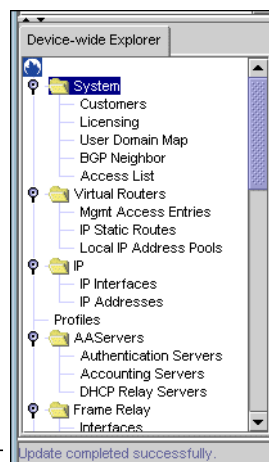 Device-wide Explorer
System
Customers
Licensing
User Domain Map
BGP Neighbor
Access List
Virtual Routers
Mgmt Access Entries
IP Static Routes
Local IP Address Pools
IP
IP Interfaces
IP Addresses
Profiles
AAServers
Authentication Servers
Accounting Servers
DHCP Relay Servers
Frame Relay
Interfaces
Update completed successfully.